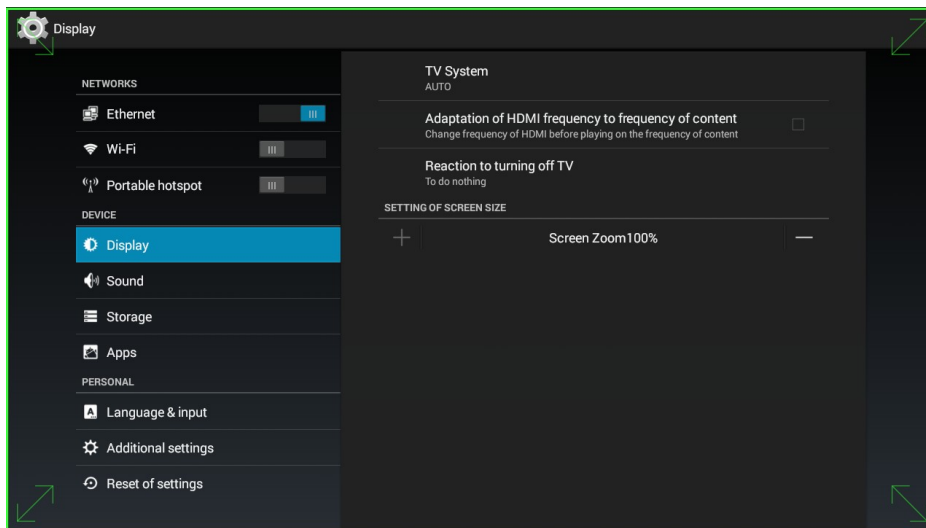 Display
NETWORKS
Ethernet
Wi-Fi
Portable hotspot
DEVICE
Display
Sound
Storage
Apps
PERSONAL
Language & input
Additional settings
Reset of settings
TV System
AUTO
Adaptation of HDMI frequency to frequency of content
Change frequency of HDMI before playing on the frequency of content
Reaction to turning off TV
To do nothing
SETTING OF SCREEN SIZE
Screen Zoom100%